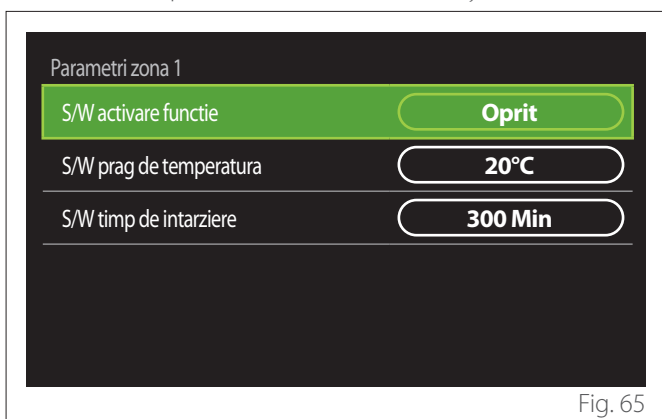 Parametri zona 1
S/W activare functie Oprit
S/W prag de temperatura 20°C
S/W timp de intarziere 300 Min
Fig. 65